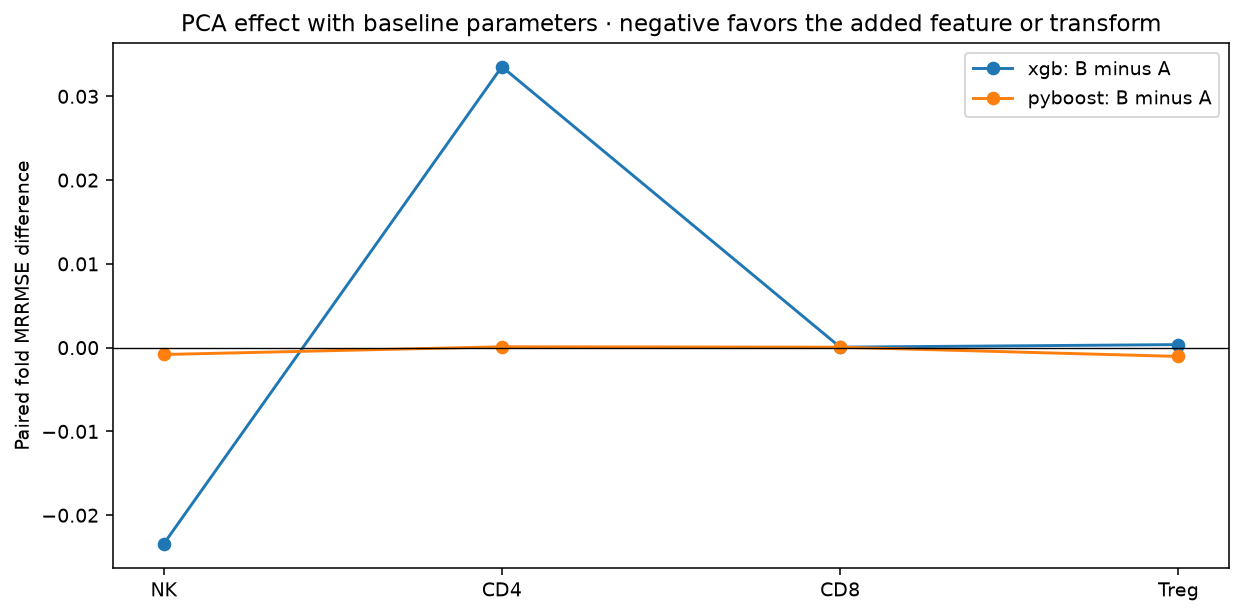 PCA effect with baseline parameters · negative favors the added feature or transform
xgb: B minus A
pyboost: B minus A
Paired fold MRRMSE difference
0.03
0.02
0.01
0.00
−0.01
−0.02
NK
CD4
CD8
Treg